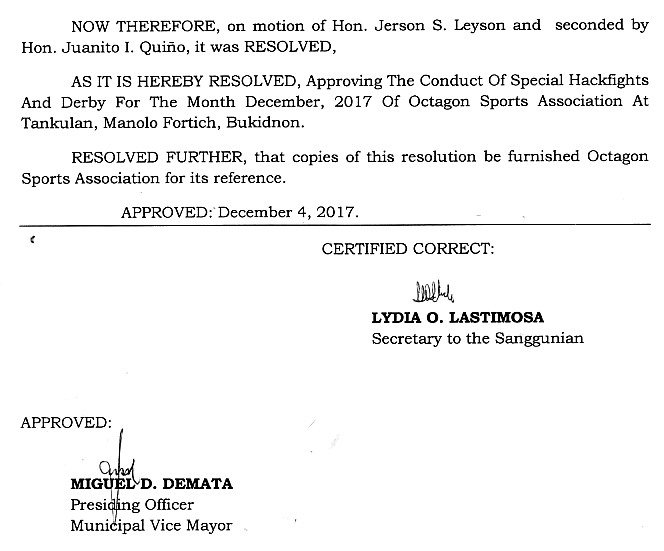 NOW THEREFORE, on motion of Hon. Jerson S. Leyson and seconded by
Hon. Juanito I. Quiño, it was RESOLVED,
AS IT IS HEREBY RESOLVED, Approving The Conduct Of Special Hackfights
And Derby For The Month December, 2017 Of Octagon Sports Association At
Tankulan, Manolo Fortich, Bukidnon.
RESOLVED FURTHER, that copies of this resolution be furnished Octagon
Sports Association for its reference.
APPROVED: December 4, 2017.
CERTIFIED CORRECT:
LYDIA O. LASTIMOSA
Secretary to the Sanggunian
APPROVED:
MIGUEL D. DEMATA
Presiding Officer
Municipal Vice Mayor